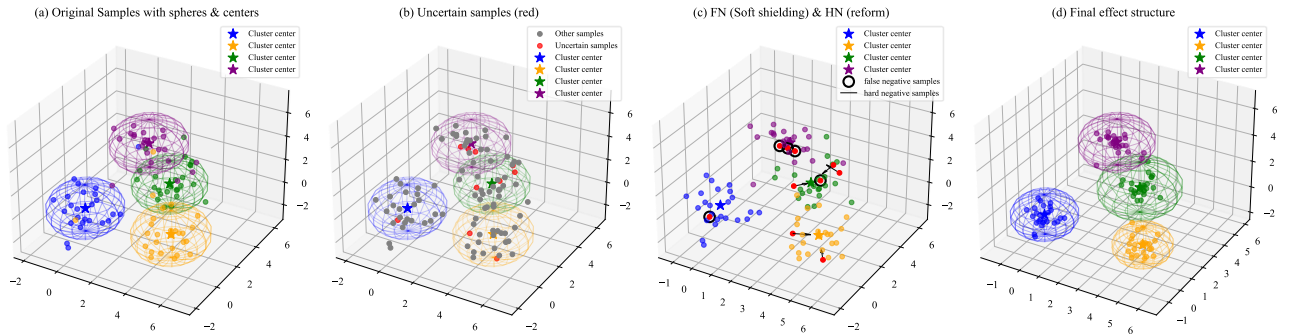 (a) Original Samples with spheres & centers
Cluster center
Cluster center
Cluster center
Cluster center
6
4
2
0
−2
−2
0
2
4
6
−2
0
2
4
6
(b) Uncertain samples (red)
Other samples
Uncertain samples
Cluster center
Cluster center
Cluster center
Cluster center
6
4
2
0
−2
−2
0
2
4
6
−2
0
2
4
6
(c) FN (Soft shielding) & HN (reform)
Cluster center
Cluster center
Cluster center
Cluster center
false negative samples
hard negative samples
6
4
2
0
−2
−1
0
1
2
3
4
5
6
−2
0
2
4
6
(d) Final effect structure
Cluster center
Cluster center
Cluster center
Cluster center
6
4
2
0
−2
−1
0
1
2
3
4
5
6
−1
0
1
2
3
4
5
6